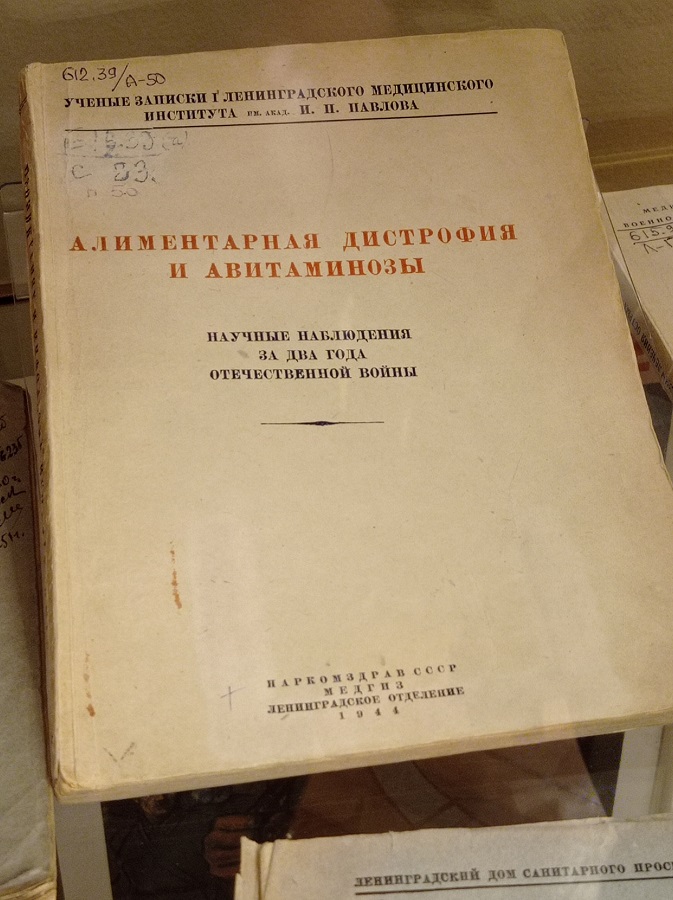 612.39/А-50
УЧЕНЫЕ ЗАПИСКИ I ЛЕНИНГРАДСКОГО МЕДИЦИНСКОГО
ИНСТИТУТА ИМ. АКАД. И. П. ПАВЛОВА
С 83.
АЛИМЕНТАРНАЯ ДИСТРОФИЯ
И АВИТАМИНОЗЫ
НАУЧНЫЕ НАБЛЮДЕНИЯ
ЗА ДВА ГОДА
ОТЕЧЕСТВЕННОЙ ВОЙНЫ
НАРКОМЗДРАВ СССР
МЕДГИЗ
ЛЕНИНГРАДСКОЕ ОТДЕЛЕНИЕ
1944
ЛЕНИНГРАДСКИЙ ДОМ САНИТАРНОГО